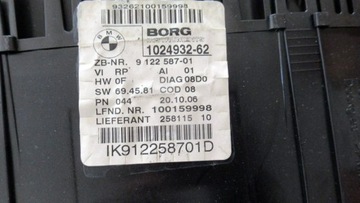 93262100159998
BMW
BORG
1024932-62
ZB-NR. 9 122 587-01
VI RP AI 01
HW 0F DIAG 08D0
SW 69.45.81 COD 08
PN 044 20.10.06
LFND. NR. 100159998
LIEFERANT 258115 10
IK912258701D